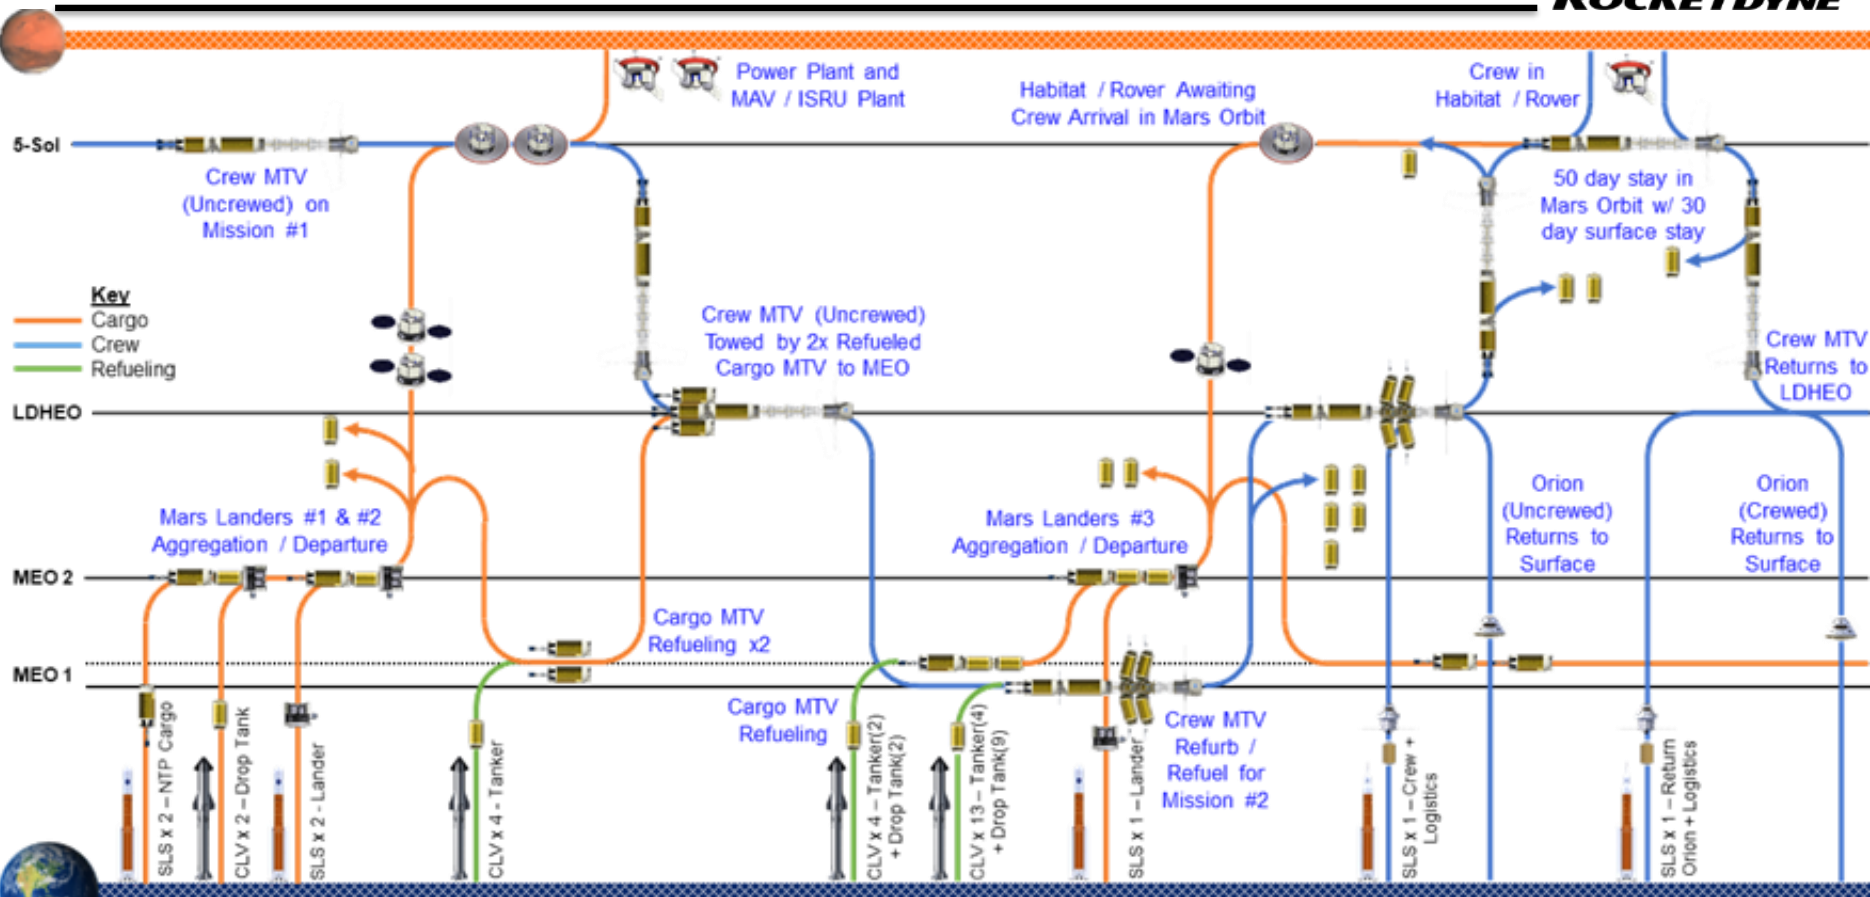 ROCKETDYNE
Power Plant and
MAV / ISRU Plant
Habitat / Rover Awaiting
Crew Arrival in Mars Orbit
Crew in
Habitat / Rover
5-Sol
Crew MTV
(Uncrewed) on
Mission #1
50 day stay in
Mars Orbit w/ 30
day surface stay
Key
Cargo
Crew
Refueling
Crew MTV (Uncrewed)
Towed by 2x Refueled
Cargo MTV to MEO
Crew MTV
Returns to
LDHEO
LDHEO
Mars Landers #1 & #2
Aggregation / Departure
Mars Landers #3
Aggregation / Departure
Orion
(Uncrewed)
Returns to
Surface
Orion
(Crewed)
Returns to
Surface
MEO 2
Cargo MTV
Refueling x2
MEO 1
Cargo MTV
Refueling
Crew MTV
Refurb /
Refuel for
Mission #2
SLS x 2 – NTP Cargo
CLV x 2 – Drop Tank
SLS x 2 - Lander
CLV x 4 - Tanker
CLV x 4 – Tanker(2)
+ Drop Tank(2)
CLV x 13 – Tanker(4)
+ Drop Tank(9)
SLS x 1 – Lander
SLS x 1 – Crew +
Logistics
SLS x 1 – Return
Orion + Logistics